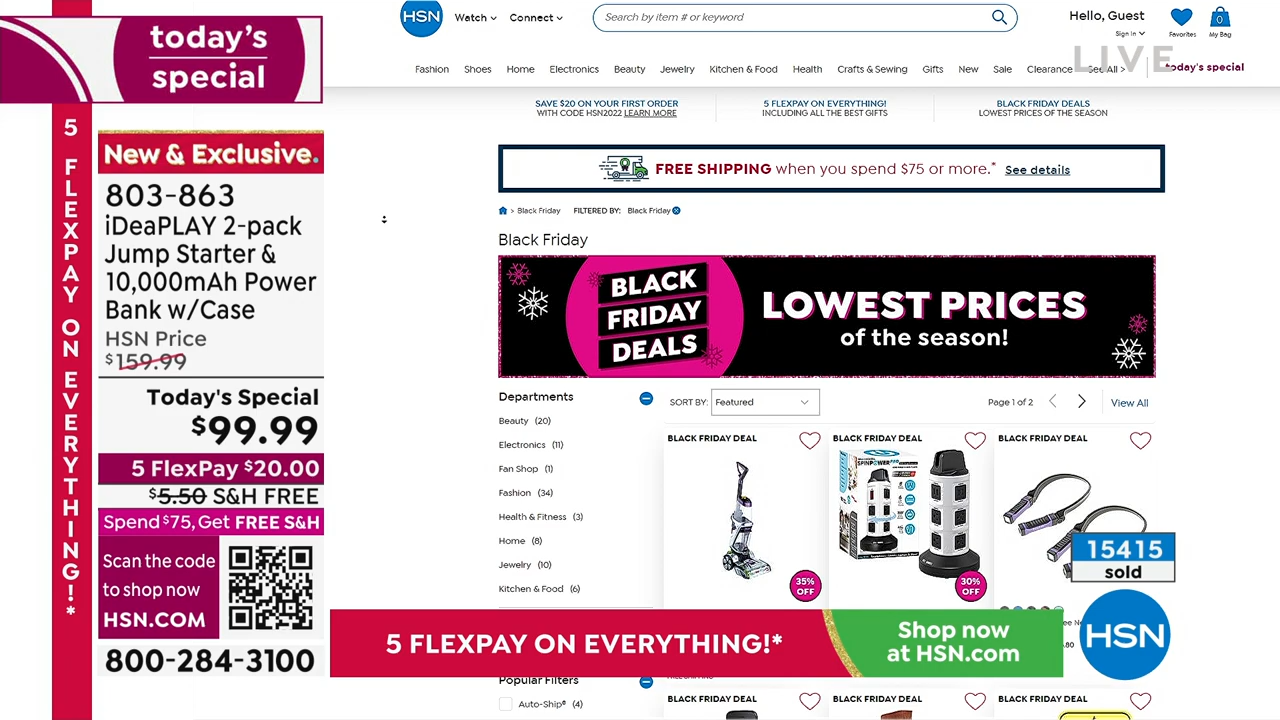 today's
special
5 FLEXPAY ON EVERYTHING!*
New & Exclusive.
803-863
iDeaPLAY 2-pack
Jump Starter &
10,000mAh Power
Bank w/Case
HSN Price
$159.99
Today's Special
$99.99
5 FlexPay $20.00
$5.50 S&H FREE
Spend $75, Get FREE S&H
Scan the code
to shop now
HSN.COM
800-284-3100
HSN
Watch
Connect
Search by item # or keyword
Hello, Guest
Sign in
Favorites
0
My Bag
LIVE
Fashion Shoes Home Electronics Beauty Jewelry Kitchen & Food Health Crafts & Sewing Gifts New Sale Clearance See All > today's special
SAVE $20 ON YOUR FIRST ORDER
WITH CODE HSN2022 LEARN MORE
5 FLEXPAY ON EVERYTHING!
INCLUDING ALL THE BEST GIFTS
BLACK FRIDAY DEALS
LOWEST PRICES OF THE SEASON
FREE SHIPPING when you spend $75 or more.* See details
> Black Friday FILTERED BY: Black Friday
Black Friday
BLACK
FRIDAY
DEALS
LOWEST PRICES
of the season!
Departments
Beauty (20)
Electronics (11)
Fan Shop (1)
Fashion (34)
Health & Fitness (3)
Home (8)
Jewelry (10)
Kitchen & Food (6)
Popular Filters
Auto-Ship® (4)
SORT BY: Featured
Page 1 of 2
View All
BLACK FRIDAY DEAL
35%
OFF
BLACK FRIDAY DEAL
SPINPOWER
30%
OFF
BLACK FRIDAY DEAL
15415
sold
5 FLEXPAY ON EVERYTHING!*
Shop now
at HSN.com
HSN
BLACK FRIDAY DEAL
BLACK FRIDAY DEAL
BLACK FRIDAY DEAL